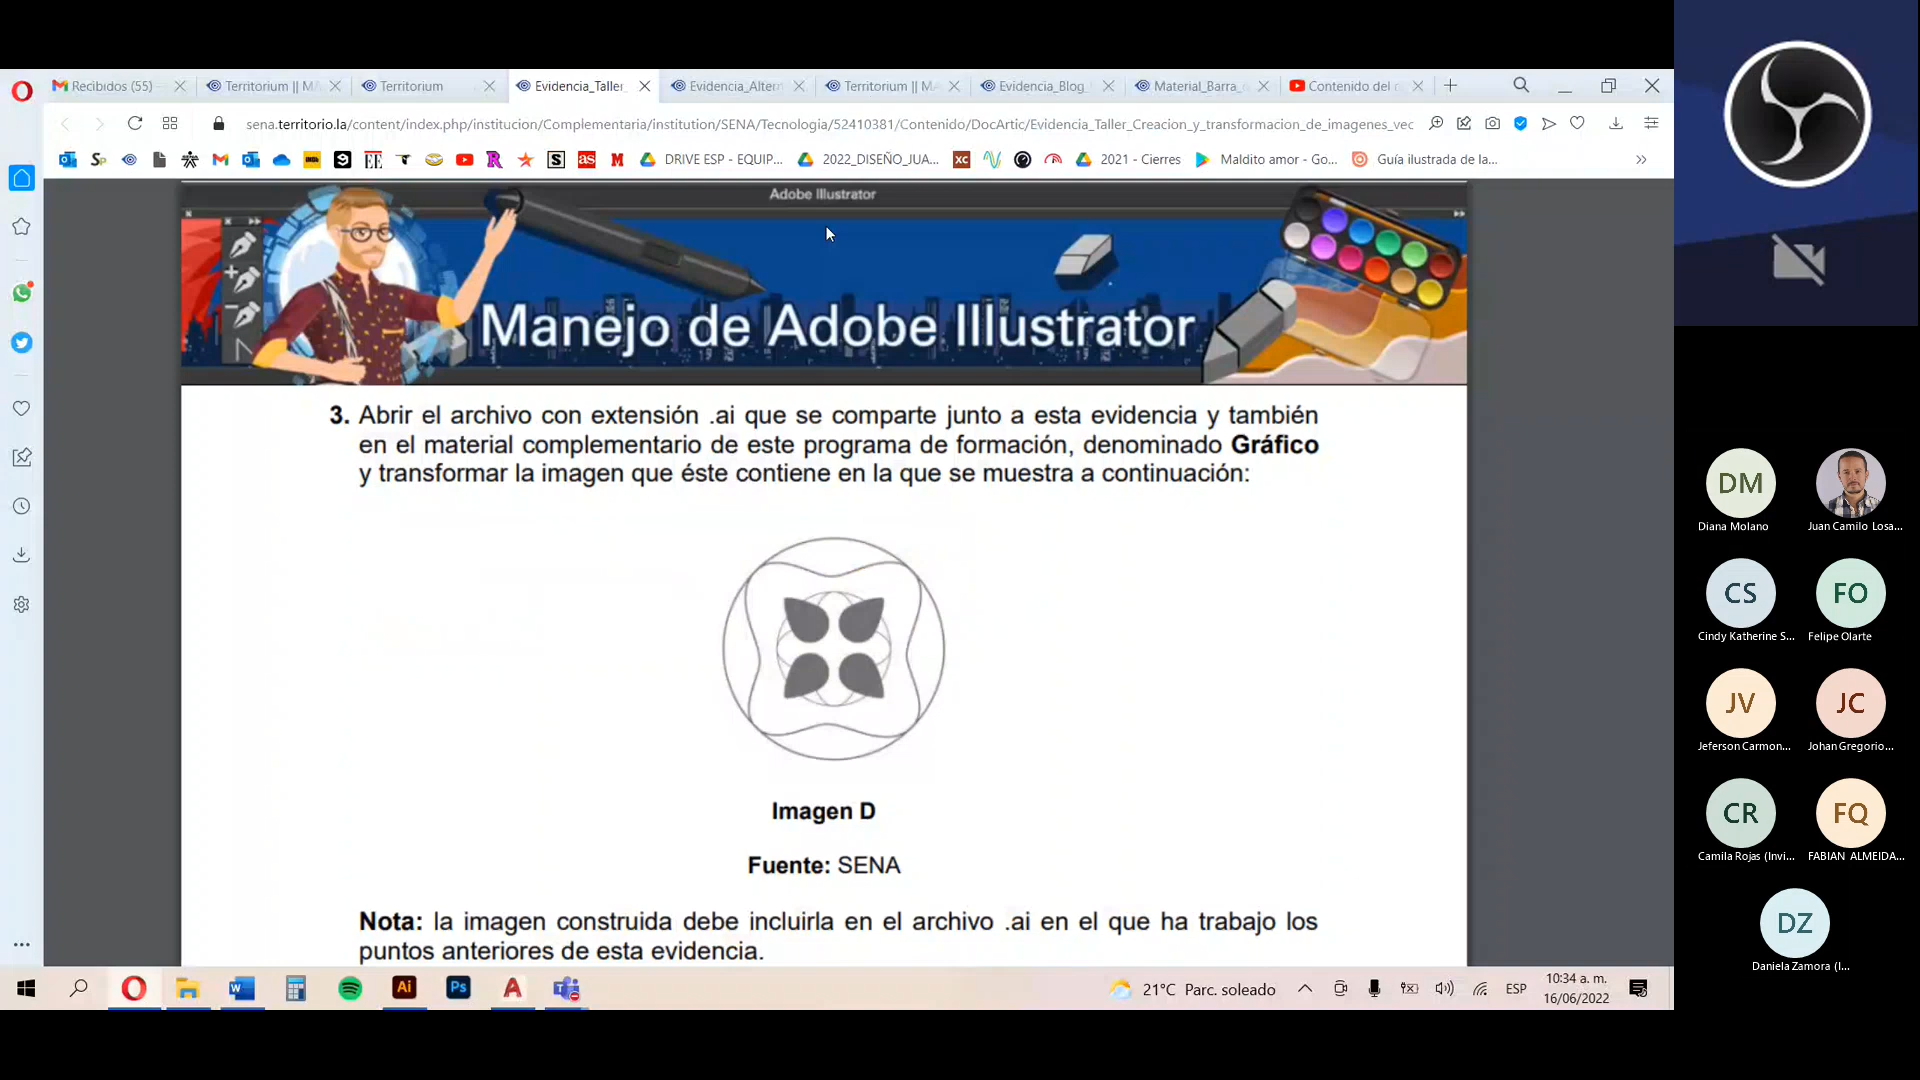 Recibidos (55)
Territorium || M
Territorium
Evidencia_Taller
Evidencia_Alter
Territorium || M
Evidencia_Blog
Material_Barra_
Contenido del c
sena.territorio.la/content/index.php/institucion/Complementaria/institution/SENA/Tecnologia/52410381/Contenido/DocArtic/Evidencia_Taller_Creacion_y_transformacion_de_imagenes_vec
DRIVE ESP - EQUIP...
2022_DISEÑO_JUA...
2021 - Cierres
Maldito amor - Go...
Guía ilustrada de la...
Adobe Illustrator
Manejo de Adobe Illustrator
3. Abrir el archivo con extensión .ai que se comparte junto a esta evidencia y también
en el material complementario de este programa de formación, denominado Gráfico
y transformar la imagen que éste contiene en la que se muestra a continuación:
Imagen D
Fuente: SENA
Nota: la imagen construida debe incluirla en el archivo .ai en el que ha trabajo los
puntos anteriores de esta evidencia.
21°C Parc. soleado
ESP
10:34 a. m.
16/06/2022
DM
Diana Molano
Juan Camilo Losa...
CS
Cindy Katherine S...
FO
Felipe Olarte
JV
Jeferson Carmon...
JC
Johan Gregorio...
CR
Camila Rojas (Invi...
FQ
FABIAN ALMEIDA...
DZ
Daniela Zamora (I...